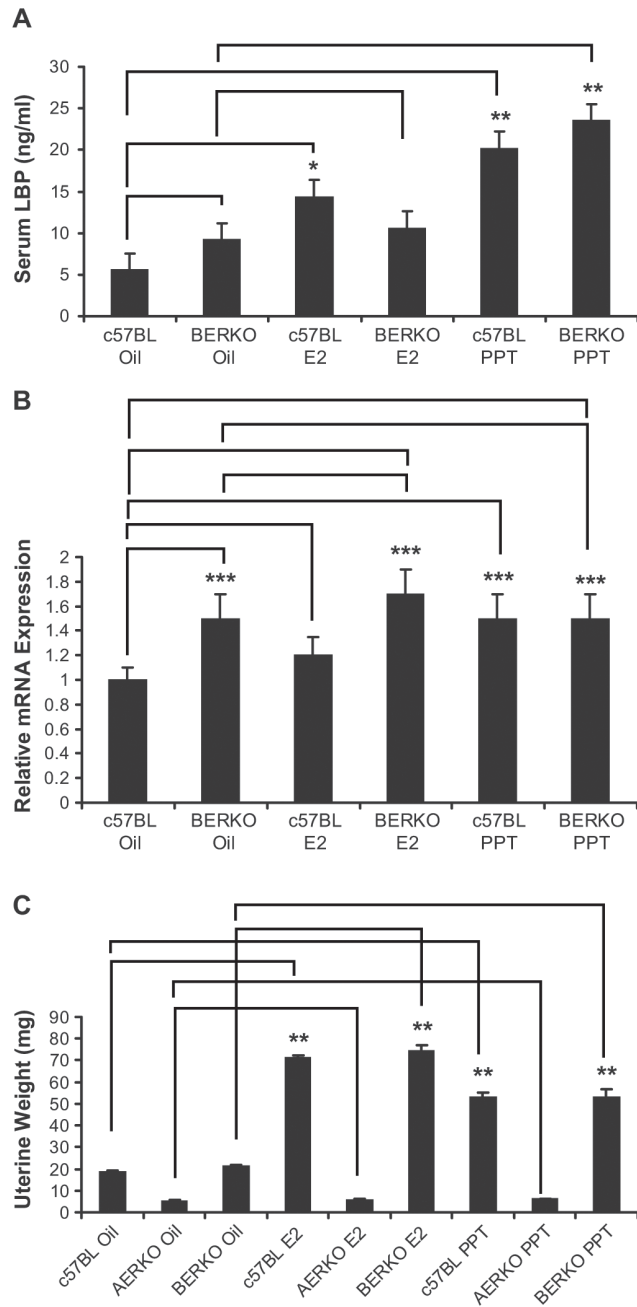 A
Serum LBP (ng/ml)
30
25
20
15
10
5
0
*
**
**
c57BL Oil
BERKO Oil
c57BL E2
BERKO E2
c57BL PPT
BERKO PPT
B
Relative mRNA Expression
2
1.8
1.6
1.4
1.2
1
0.8
0.6
0.4
0.2
0
***
***
***
***
c57BL Oil
BERKO Oil
c57BL E2
BERKO E2
c57BL PPT
BERKO PPT
C
Uterine Weight (mg)
90
80
70
60
50
40
30
20
10
0
**
**
**
**
c57BL Oil
AERKO Oil
BERKO Oil
c57BL E2
AERKO E2
BERKO E2
c57BL PPT
AERKO PPT
BERKO PPT